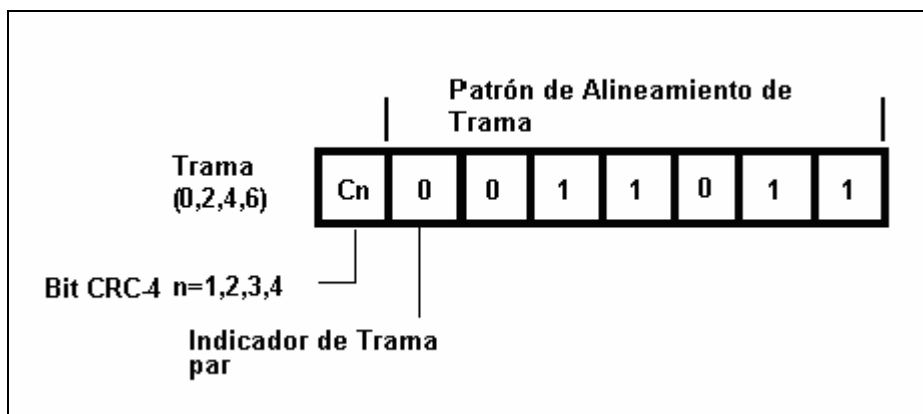 Patrón de Alineamiento de
Trama
Trama
(0,2,4,6)
Cn 0 0 1 1 0 1 1
Bit CRC-4 n=1,2,3,4
Indicador de Trama
par